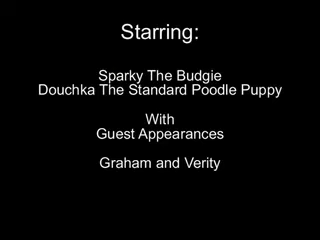 Starring:
Sparky The Budgie
Douchka The Standard Poodle Puppy
With
Guest Appearances
Graham and Verity